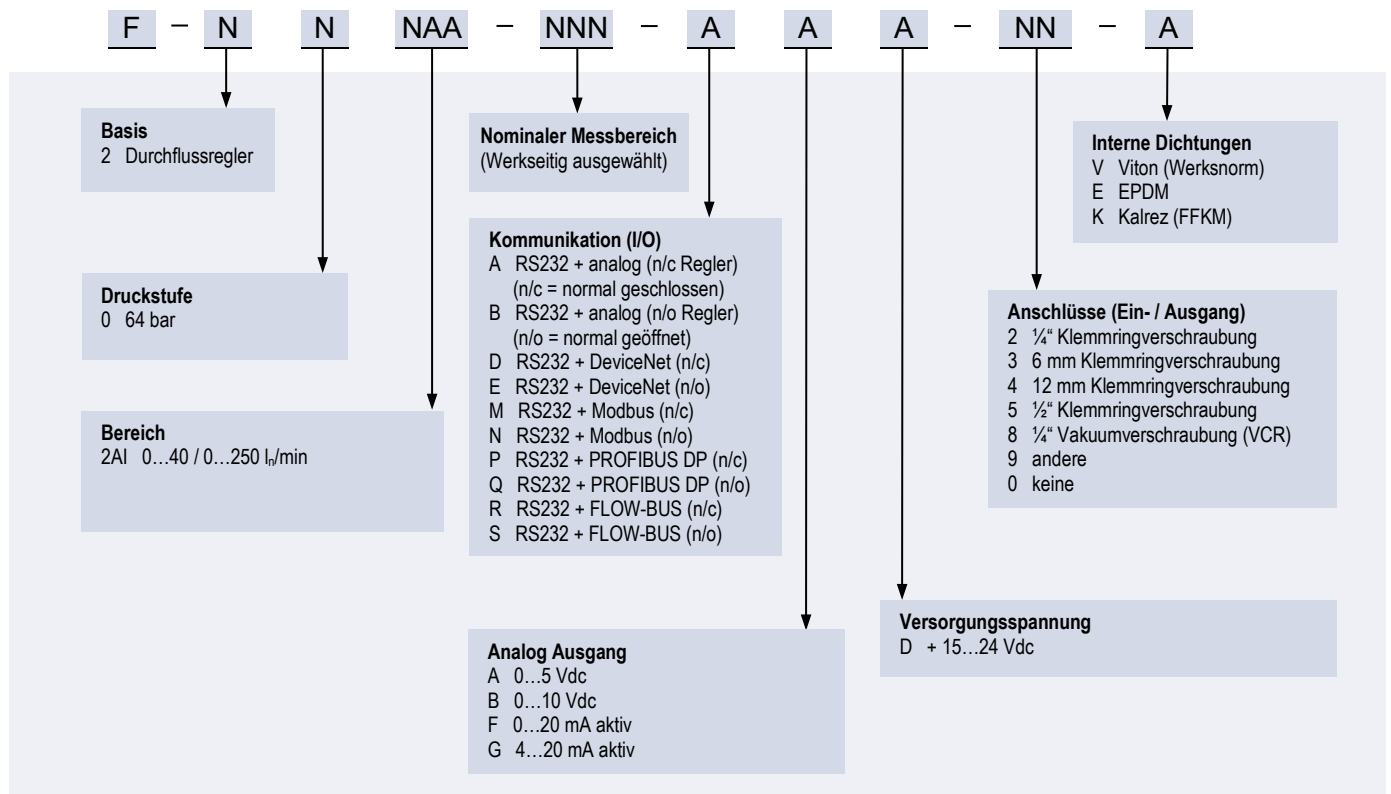 F – N N NAA – NNN – A A A – NN – A
Basis
2 Durchflussregler
Druckstufe
0 64 bar
Bereich
2AI 0…40 / 0…250 lₙ/min
Nominaler Messbereich
(Werkseitig ausgewählt)
Kommunikation (I/O)
A RS232 + analog (n/c Regler)
(n/c = normal geschlossen)
B RS232 + analog (n/o Regler)
(n/o = normal geöffnet)
D RS232 + DeviceNet (n/c)
E RS232 + DeviceNet (n/o)
M RS232 + Modbus (n/c)
N RS232 + Modbus (n/o)
P RS232 + PROFIBUS DP (n/c)
Q RS232 + PROFIBUS DP (n/o)
R RS232 + FLOW-BUS (n/c)
S RS232 + FLOW-BUS (n/o)
Analog Ausgang
A 0…5 Vdc
B 0…10 Vdc
F 0…20 mA aktiv
G 4…20 mA aktiv
Versorgungsspannung
D + 15…24 Vdc
Anschlüsse (Ein- / Ausgang)
2 ¼“ Klemmringverschraubung
3 6 mm Klemmringverschraubung
4 12 mm Klemmringverschraubung
5 ½“ Klemmringverschraubung
8 ¼“ Vakuumverschraubung (VCR)
9 andere
0 keine
Interne Dichtungen
V Viton (Werksnorm)
E EPDM
K Kalrez (FFKM)